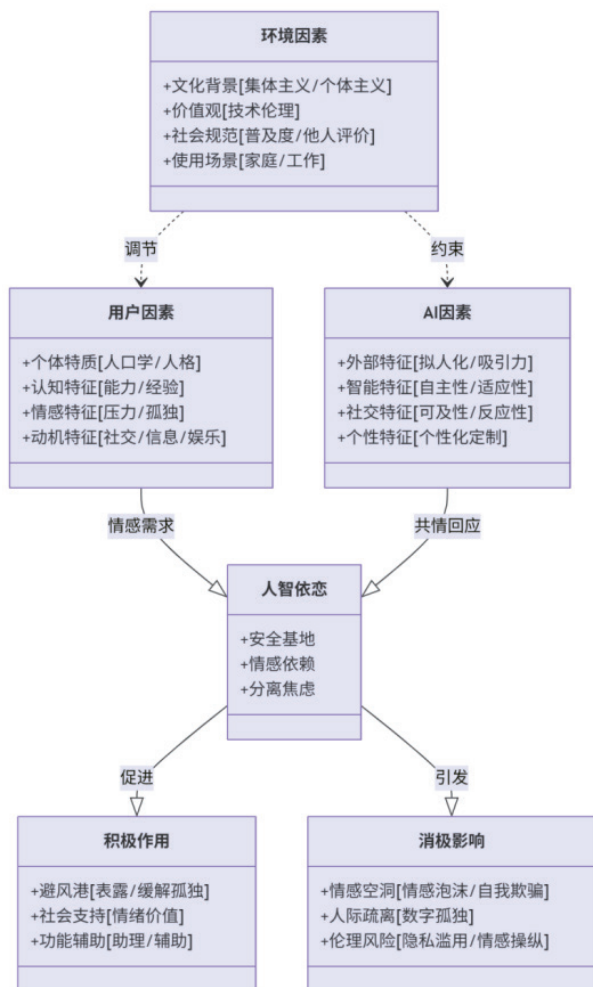 环境因素
+文化背景[集体主义/个体主义]
+价值观[技术伦理]
+社会规范[普及度/他人评价]
+使用场景[家庭/工作]
调节
约束
用户因素
+个体特质[人口学/人格]
+认知特征[能力/经验]
+情感特征[压力/孤独]
+动机特征[社交/信息/娱乐]
AI因素
+外部特征[拟人化/吸引力]
+智能特征[自主性/适应性]
+社交特征[可及性/反应性]
+个性特征[个性化定制]
情感需求
共情回应
人智依恋
+安全基地
+情感依赖
+分离焦虑
促进
引发
积极作用
+避风港[表露/缓解孤独]
+社会支持[情绪价值]
+功能辅助[助理/辅助]
消极影响
+情感空洞[情感泡沫/自我欺骗]
+人际疏离[数字孤独]
+伦理风险[隐私滥用/情感操纵]